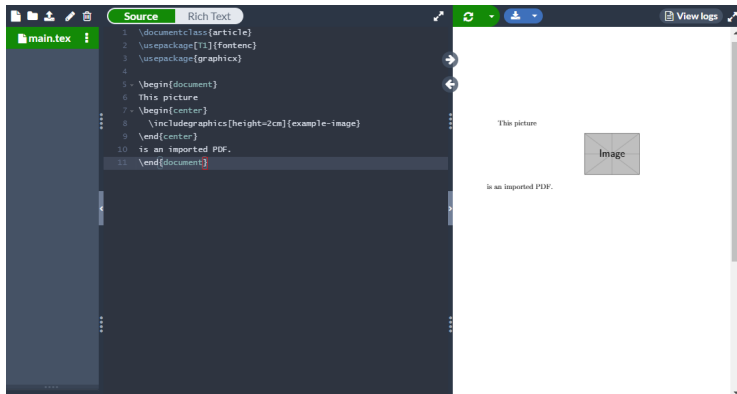 Source Rich Text
View logs
main.tex
1 \documentclass{article}
2 \usepackage[T1]{fontenc}
3 \usepackage{graphicx}
4
5 \begin{document}
6 This picture
7 \begin{center}
8 \includegraphics[height=2cm]{example-image}
9 \end{center}
10 is an imported PDF.
11 \end{document}
This picture
Image
is an imported PDF.